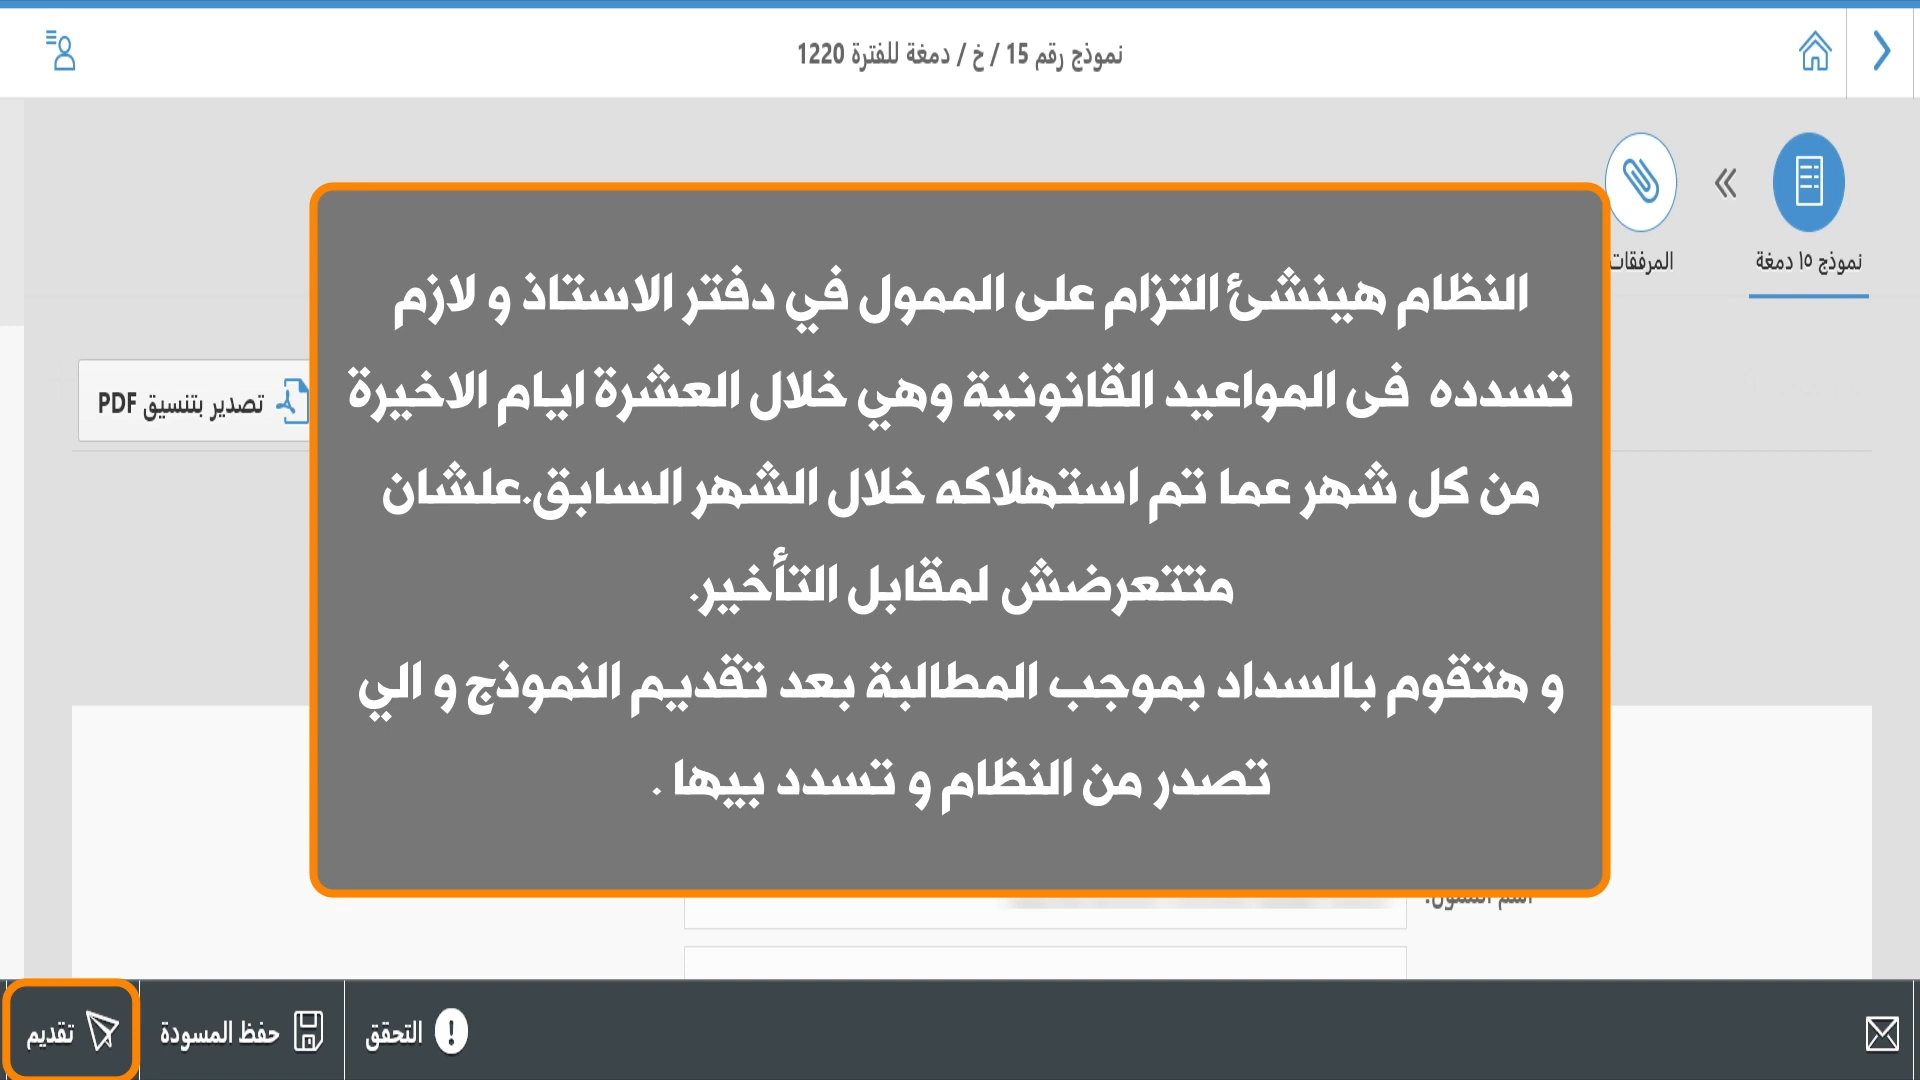 نموذج رقم 15 / خ / دمغة للفترة 1220
نموذج ١٥ دمغة
المرفقات
تصدير بتنسيق PDF
النظام هينشئ التزام على الممول في دفتر الاستاذ و لازم
تسدده فى المواعيد القانونية وهي خلال العشرة ايام الاخيرة
من كل شهر عما تم استهلاكه خلال الشهر السابق.علشان
متتعرضش لمقابل التأخير.
و هتقوم بالسداد بموجب المطالبة بعد تقديم النموذج و الي
تصدر من النظام و تسدد بيها .
التحقق
حفظ المسودة
تقديم